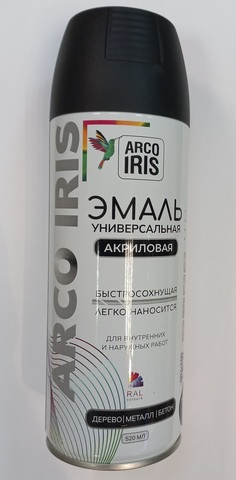 ARCO IRIS
ARCO
IRIS
ЭМАЛЬ
УНИВЕРСАЛЬНАЯ
АКРИЛОВАЯ
БЫСТРОСОХНУЩАЯ
ЛЕГКО НАНОСИТСЯ
ДЛЯ ВНУТРЕННИХ
И НАРУЖНЫХ РАБОТ
RAL
ДЕРЕВО|МЕТАЛЛ|БЕТОН
520 МЛ